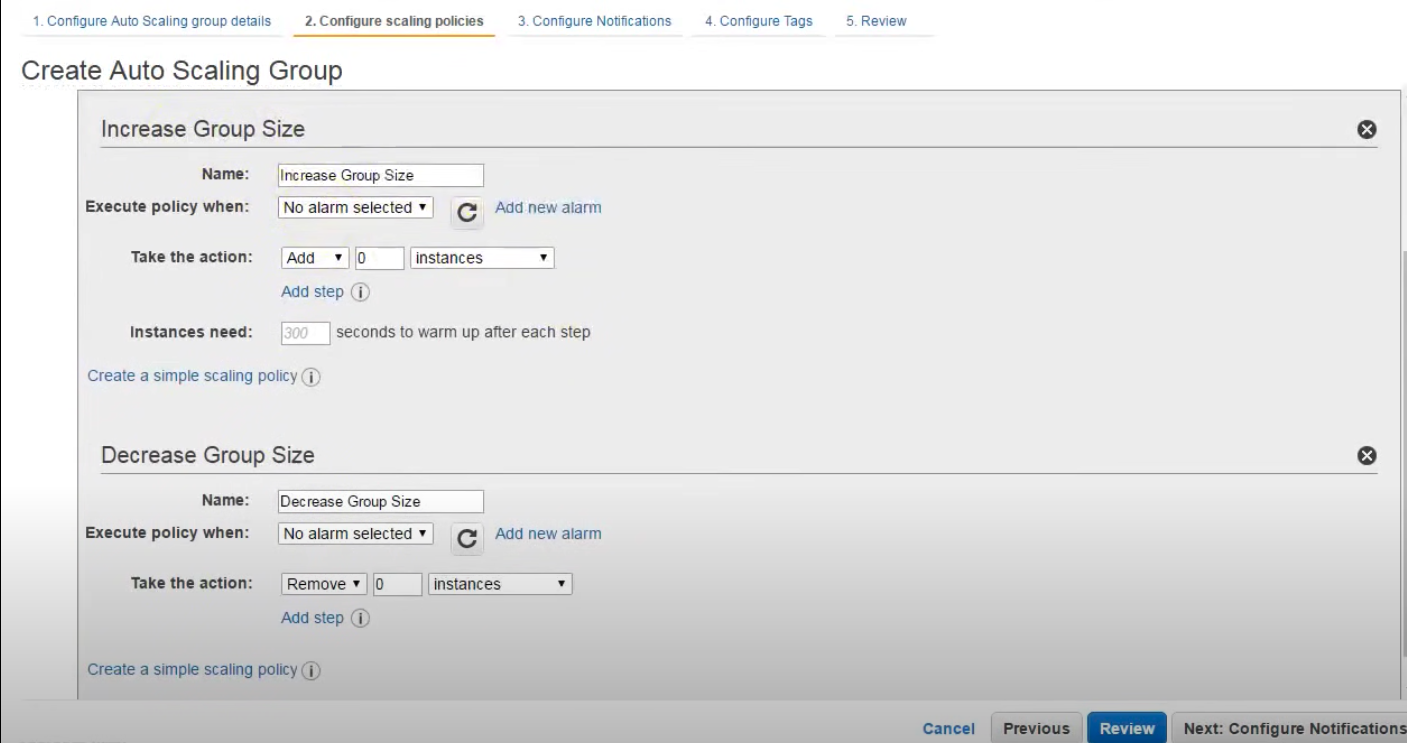 1. Configure Auto Scaling group details 2. Configure scaling policies 3. Configure Notifications 4. Configure Tags 5. Review
Create Auto Scaling Group
Increase Group Size
Name: Increase Group Size
Execute policy when: No alarm selected Add new alarm
Take the action: Add 0 instances
Add step i
Instances need: 300 seconds to warm up after each step
Create a simple scaling policy i
Decrease Group Size
Name: Decrease Group Size
Execute policy when: No alarm selected Add new alarm
Take the action: Remove 0 instances
Add step i
Create a simple scaling policy i
Cancel Previous Review Next: Configure Notifications